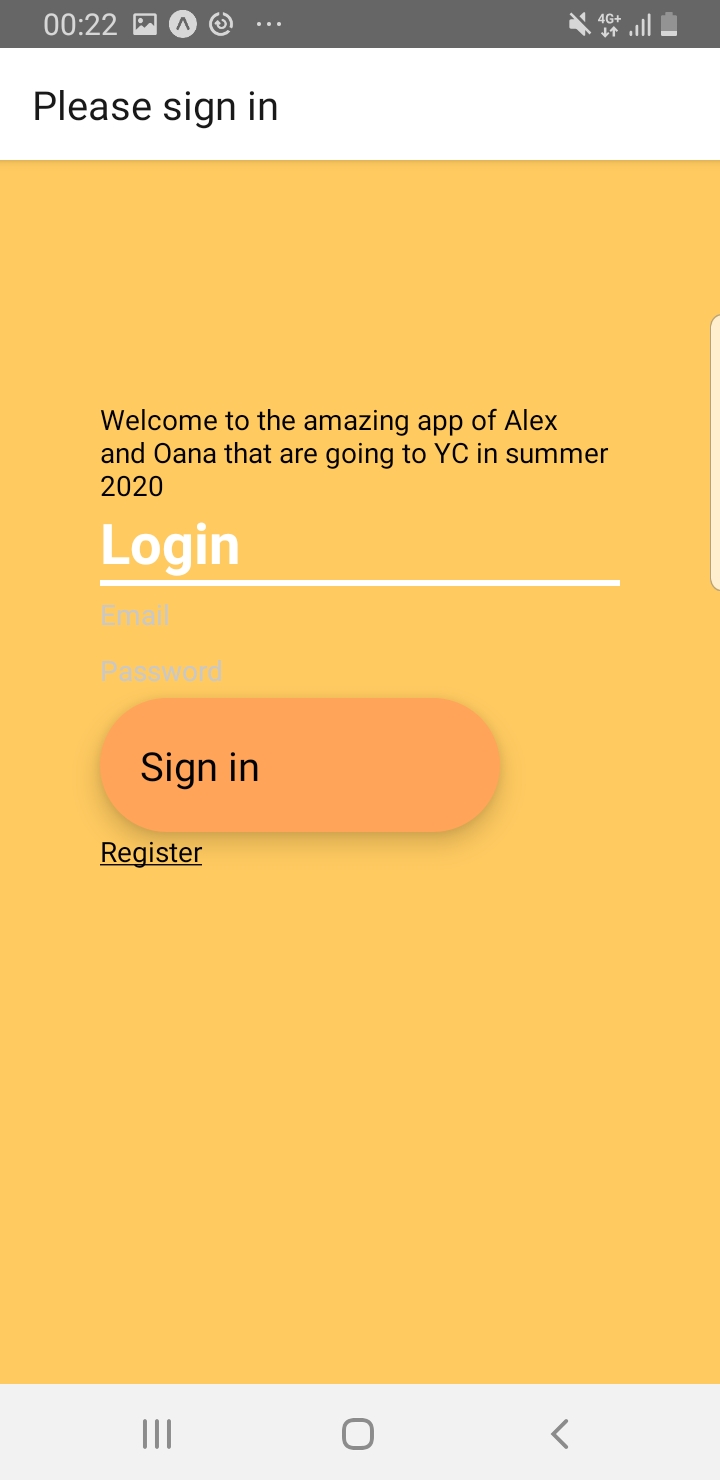 00:22
4G+
Please sign in
Welcome to the amazing app of Alex
and Oana that are going to YC in summer
2020
Login
Email
Password
Sign in
Register